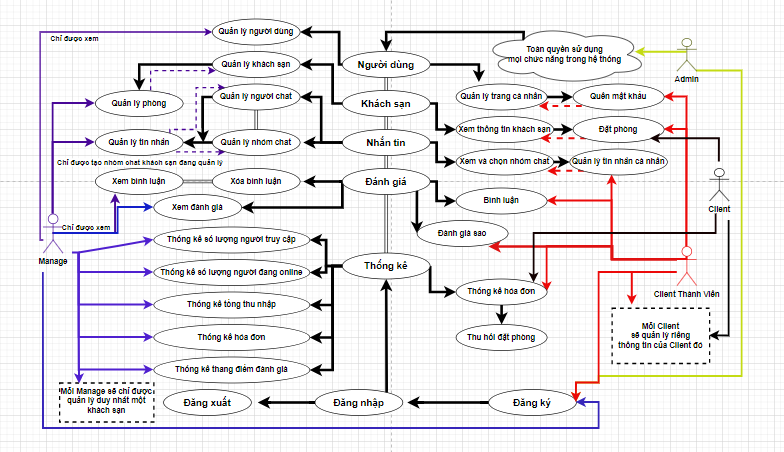 Quản lý người dùng
Chỉ được xem
Toàn quyền sử dụng
mọi chức năng trong hệ thống
Quản lý khách sạn
Người dùng
Admin
Quản lý phòng
Quản lý người chat
Khách sạn
Quản lý trang cá nhân
Quên mật khẩu
Quản lý tin nhắn
Quản lý nhóm chat
Nhắn tin
Xem thông tin khách sạn
Đặt phòng
Chỉ được tạo nhóm chat khách sạn đang quản lý
Xem và chọn nhóm chat
Quản lý tin nhắn cá nhân
Xem bình luận
Xóa bình luận
Đánh giá
Bình luận
Client
Xem đánh giá
Chỉ được xem
Đánh giá sao
Manage
Thống kê số lượng người truy cập
Thống kê
Thống kê số lượng người đang online
Thống kê hóa đơn
Client Thành Viên
Thống kê tổng thu nhập
Thống kê hóa đơn
Thu hồi đặt phòng
Mỗi Client
sẽ quản lý riêng
thông tin của Client đó
Thống kê thang điểm đánh giá
Mỗi Manage sẽ chỉ được
quản lý duy nhất một
khách sạn
Đăng xuất
Đăng nhập
Đăng ký